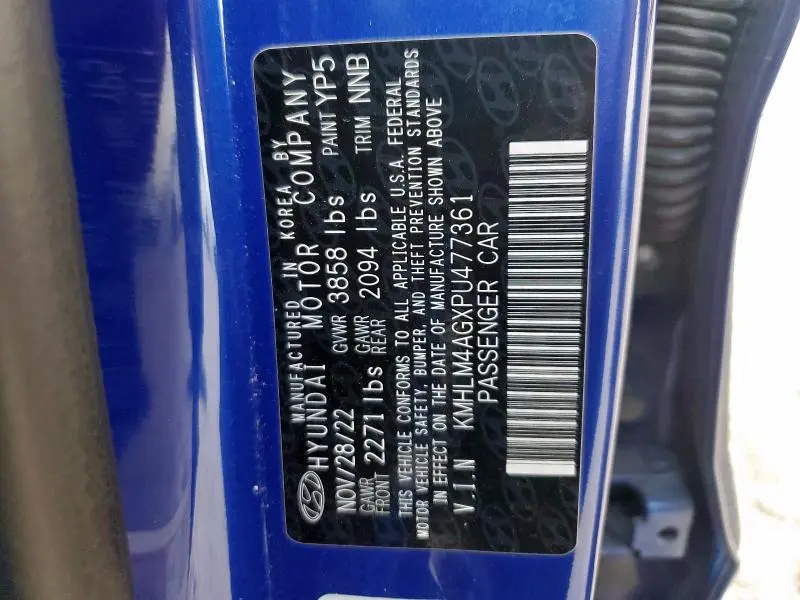 MANUFACTURED IN KOREA BY
HYUNDAI MOTOR COMPANY
NOV/28/22 GVWR 3858 lbs PAINT YP5
GAWR FRONT 2271 lbs GAWR REAR 2094 lbs TRIM NNB
THIS VEHICLE CONFORMS TO ALL APPLICABLE U.S.A. FEDERAL
MOTOR VEHICLE SAFETY, BUMPER, AND THEFT PREVENTION STANDARDS
IN EFFECT ON THE DATE OF MANUFACTURE SHOWN ABOVE
V.I.N KMHLM4AGXPU477361
PASSENGER CAR